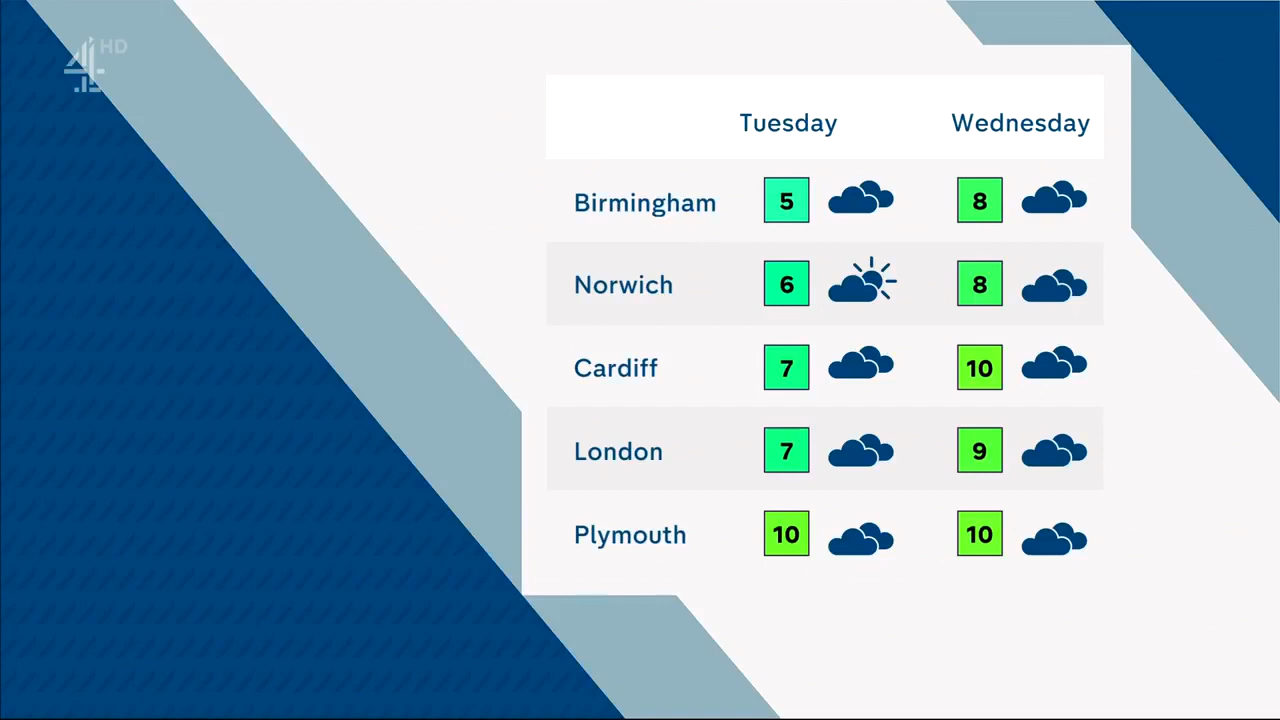 HD
Tuesday Wednesday
Birmingham 5 8
Norwich 6 8
Cardiff 7 10
London 7 9
Plymouth 10 10